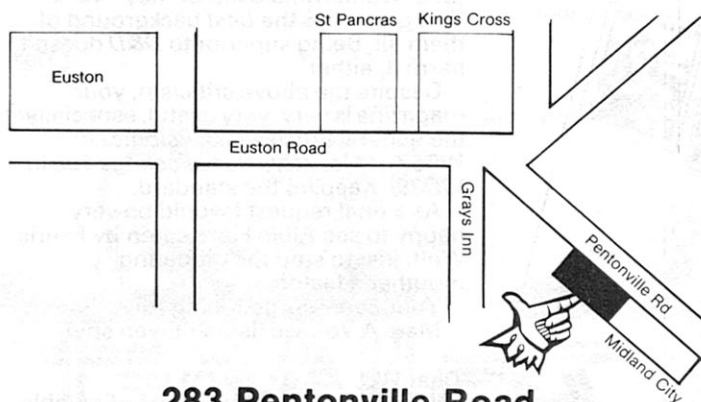 St Pancras Kings Cross
Euston
Euston Road
Grays Inn
Pentonville Rd
Midland City
283 Pentonville Road